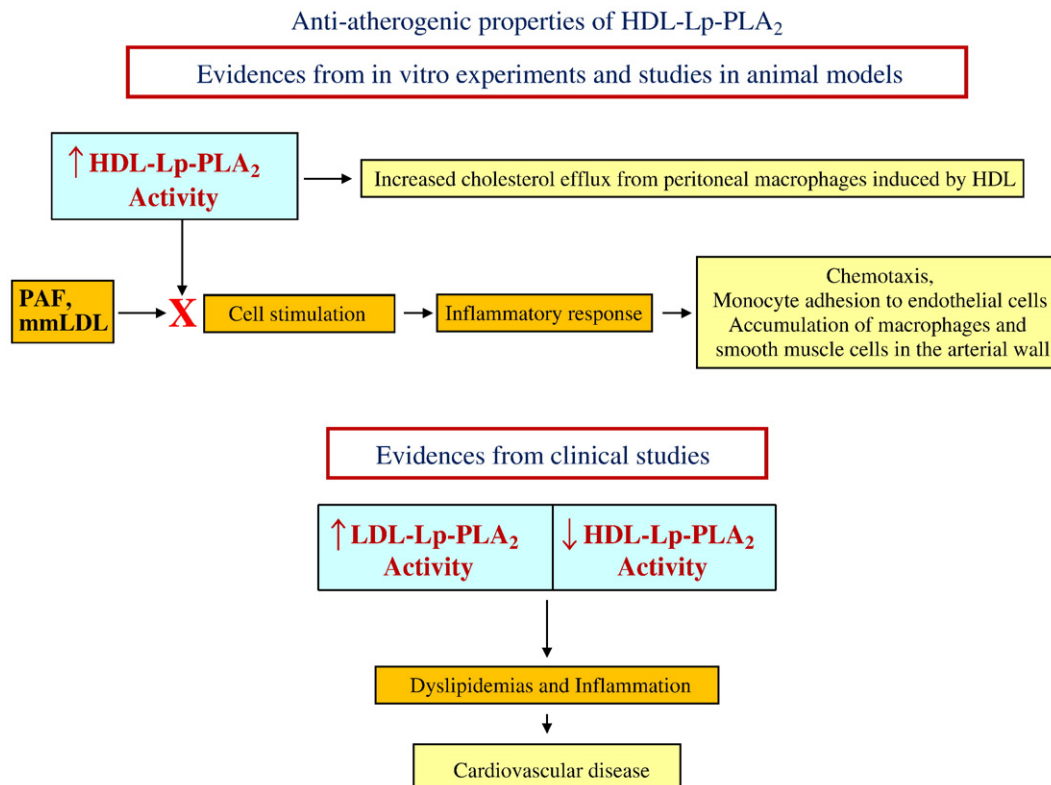 Anti-atherogenic properties of HDL-Lp-PLA₂
Evidences from in vitro experiments and studies in animal models
↑ HDL-Lp-PLA₂
Activity
Increased cholesterol efflux from peritoneal macrophages induced by HDL
PAF,
mmLDL
X
Cell stimulation
Inflammatory response
Chemotaxis,
Monocyte adhesion to endothelial cells
Accumulation of macrophages and
smooth muscle cells in the arterial wall
Evidences from clinical studies
↑ LDL-Lp-PLA₂
Activity
↓ HDL-Lp-PLA₂
Activity
Dyslipidemias and Inflammation
Cardiovascular disease